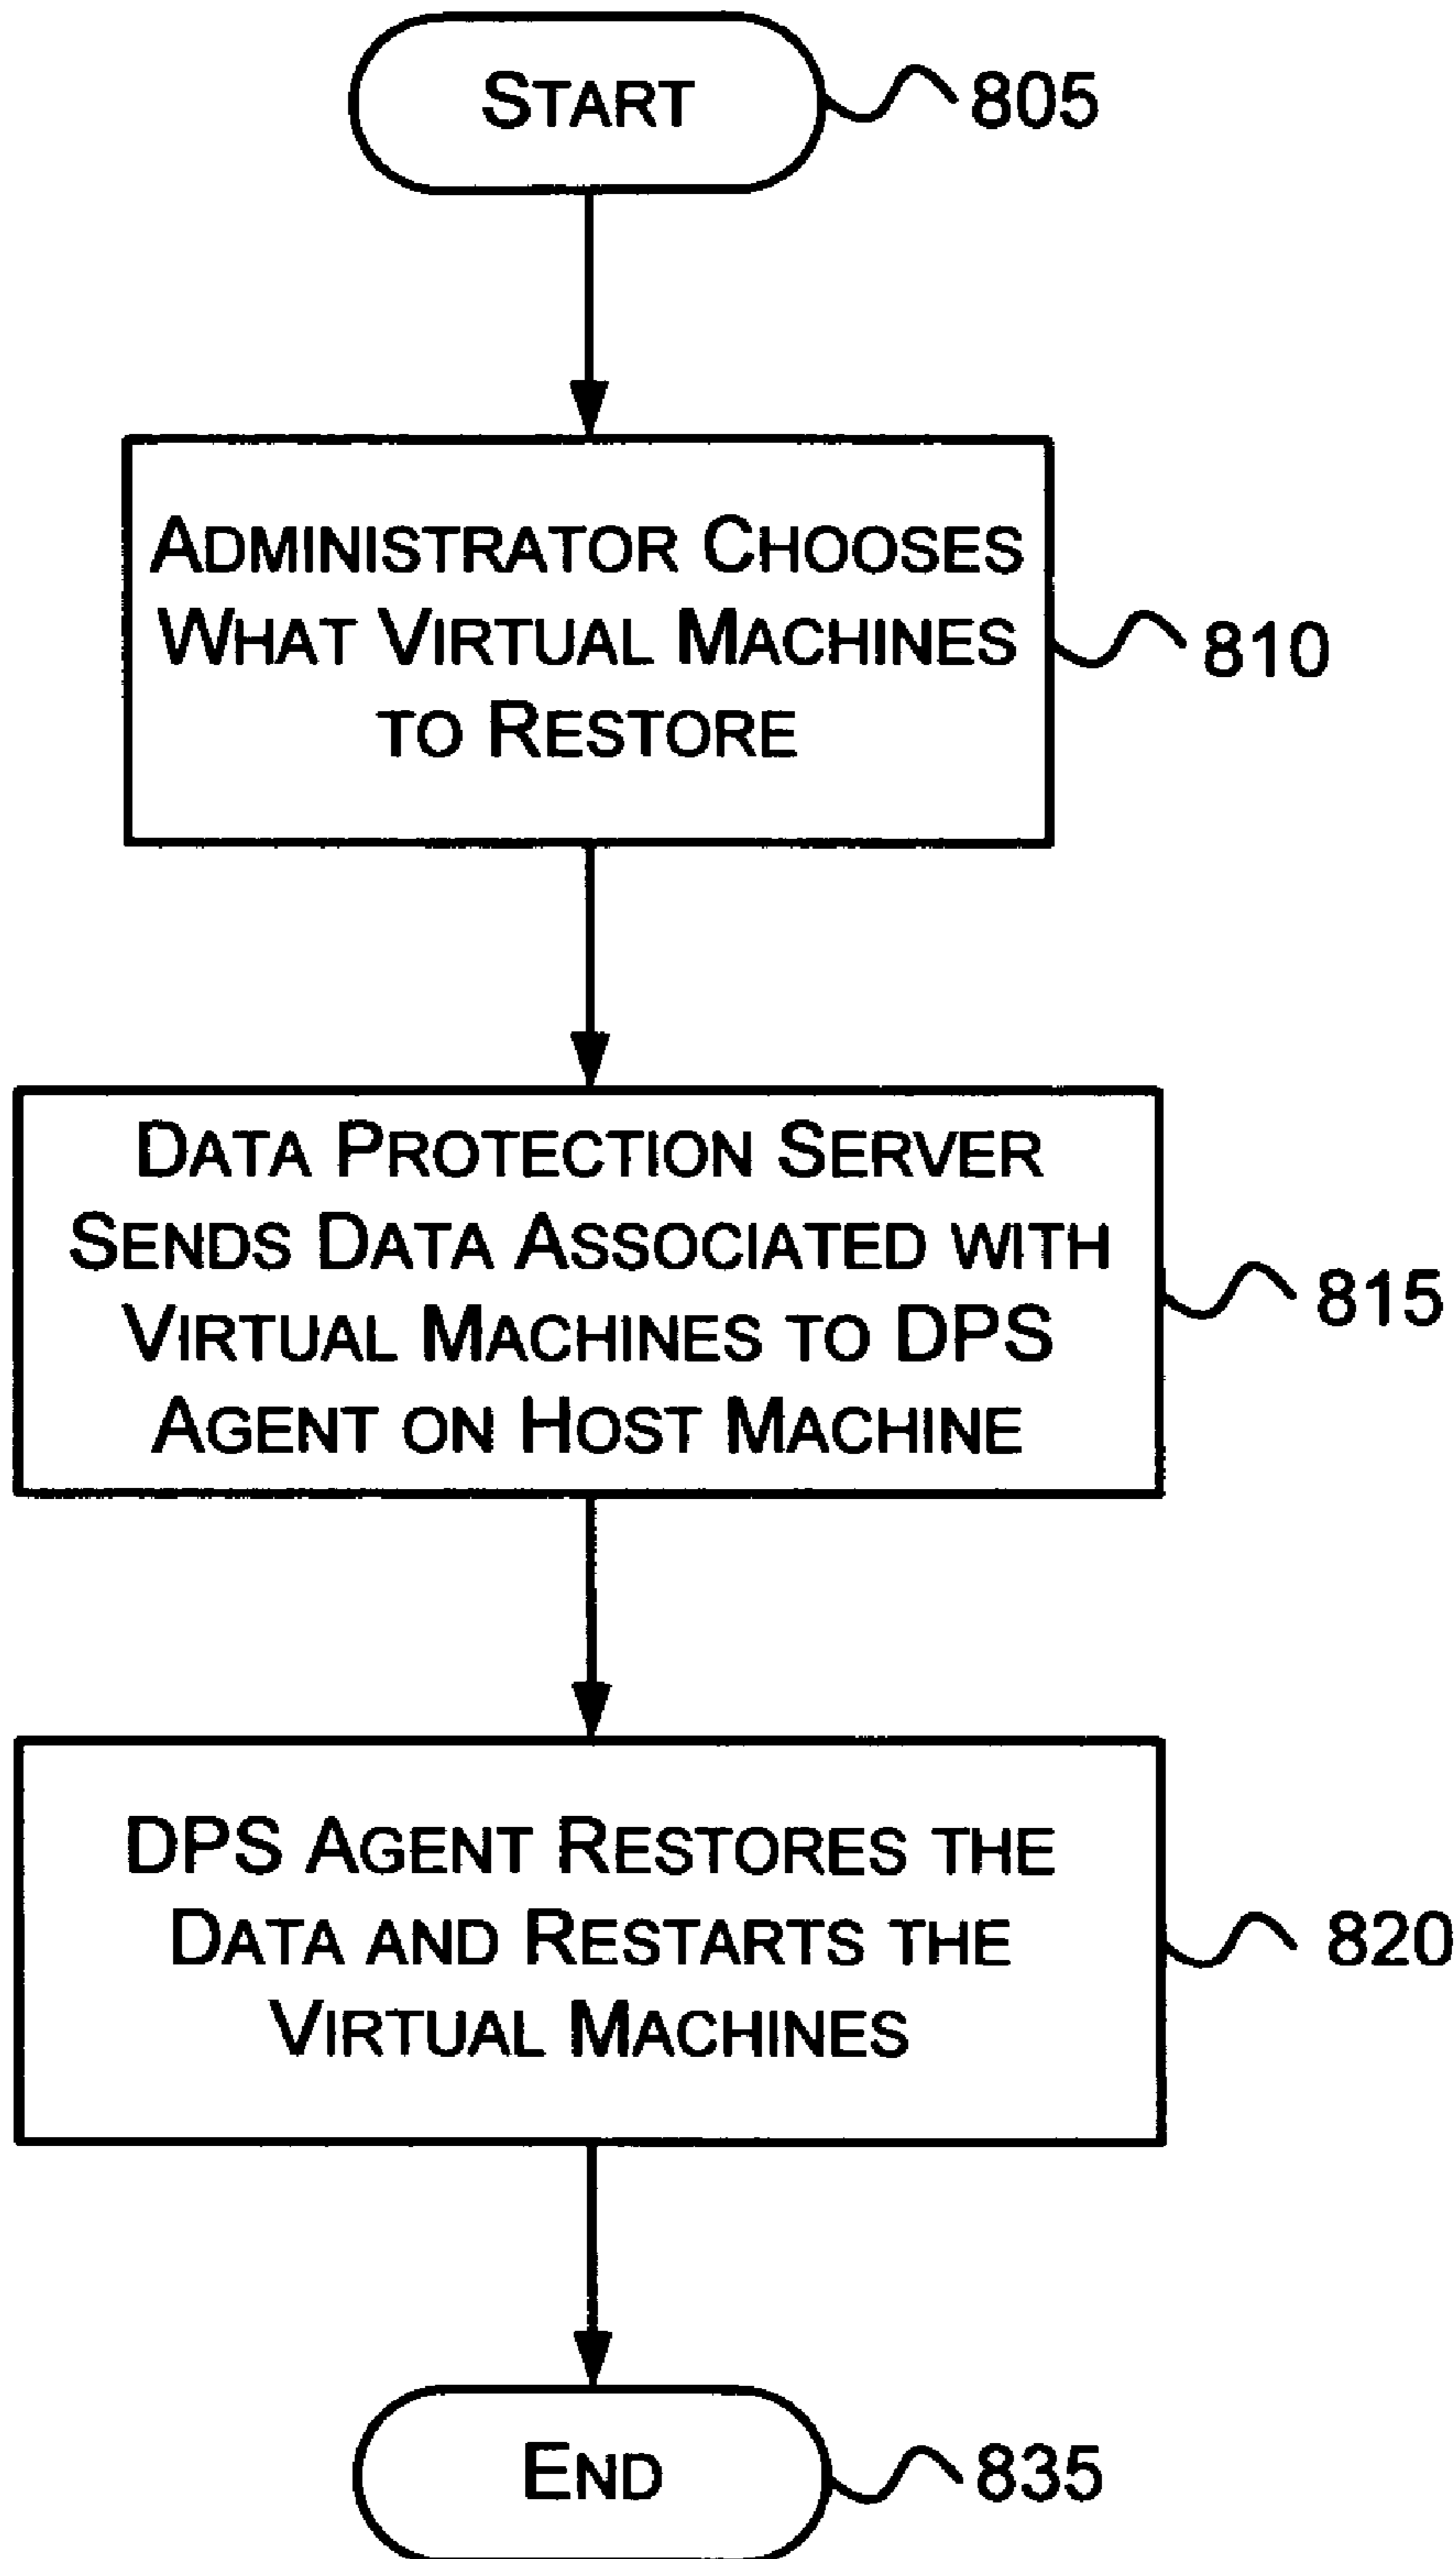 START
805
ADMINISTRATOR CHOOSES
WHAT VIRTUAL MACHINES
TO RESTORE
810
DATA PROTECTION SERVER
SENDS DATA ASSOCIATED WITH
VIRTUAL MACHINES TO DPS
AGENT ON HOST MACHINE
815
DPS AGENT RESTORES THE
DATA AND RESTARTS THE
VIRTUAL MACHINES
820
END
835